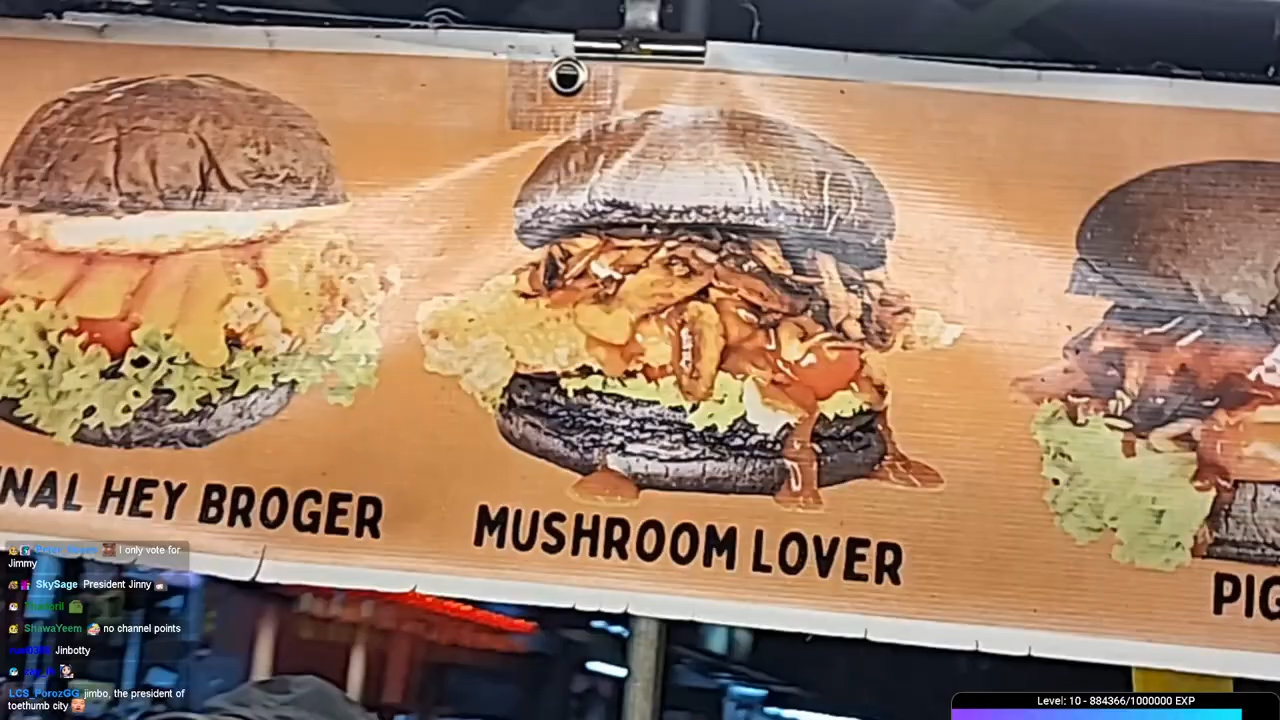 NAL HEY BROGER
MUSHROOM LOVER
PIG
I only vote for
Jimmy
SkySage President Jinny
ShawaYeem no channel points
Jinbotty
LCS_PorozGG jimbo, the president of
toethumb city
Level: 10 - 884366/1000000 EXP